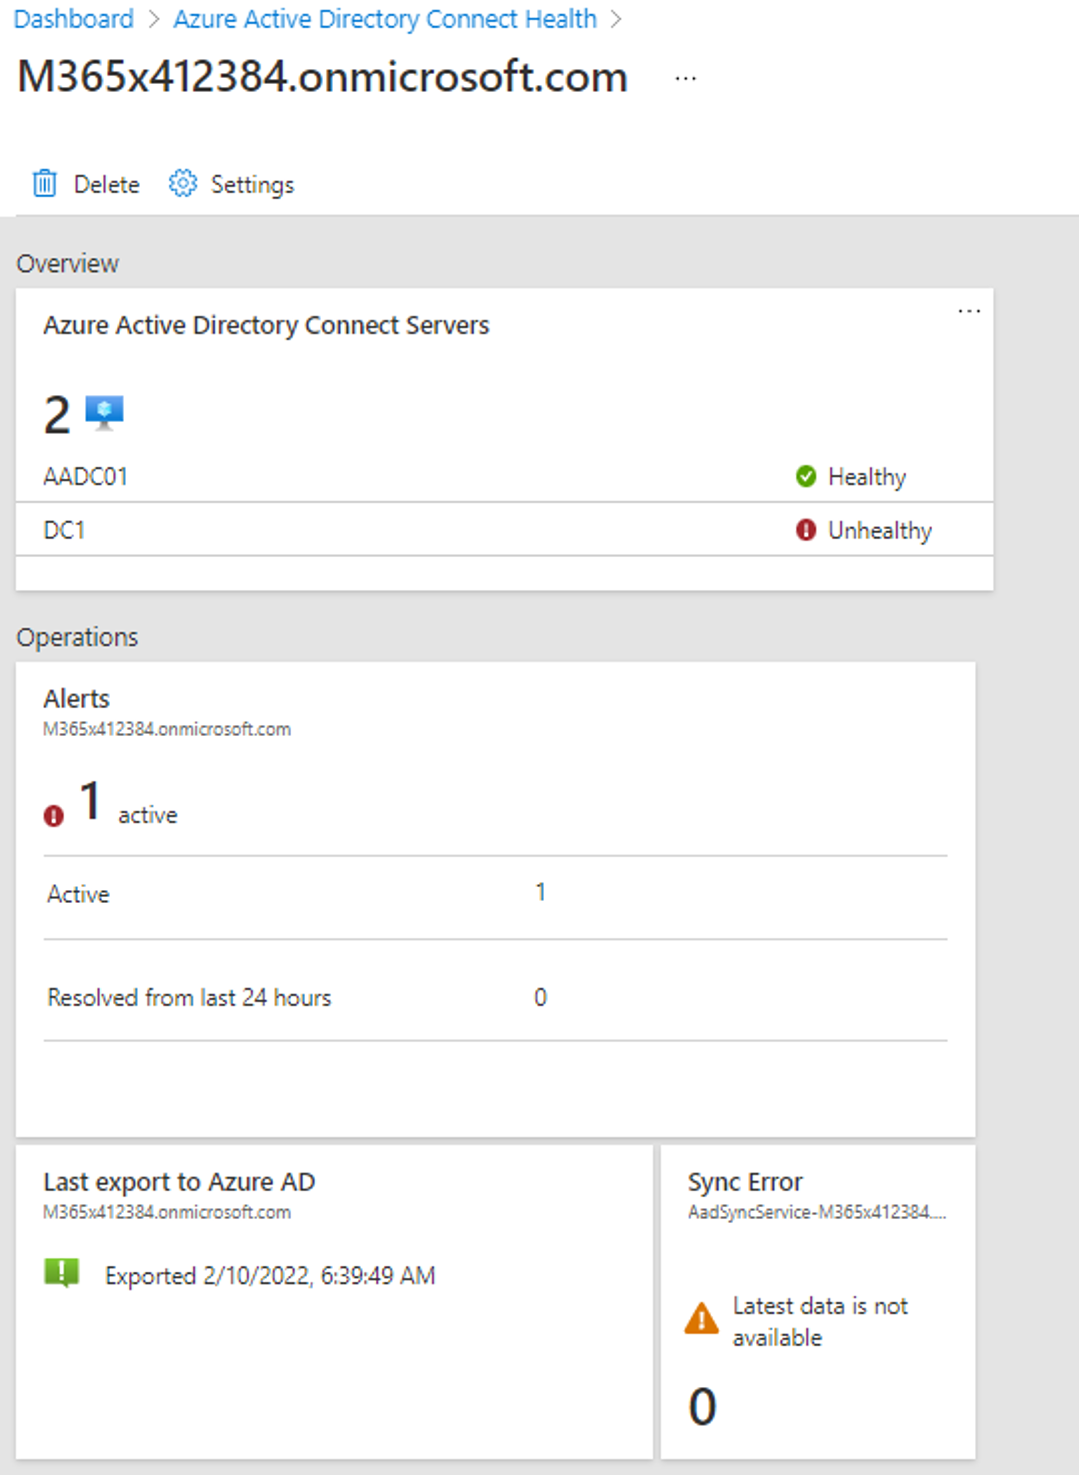 Dashboard > Azure Active Directory Connect Health >
M365x412384.onmicrosoft.com ...
Delete Settings
Overview
Azure Active Directory Connect Servers ...
2
AADC01 Healthy
DC1 Unhealthy
Operations
Alerts
M365x412384.onmicrosoft.com
1 active
Active 1
Resolved from last 24 hours 0
Last export to Azure AD
M365x412384.onmicrosoft.com
Exported 2/10/2022, 6:39:49 AM
Sync Error
AadSyncService-M365x412384....
Latest data is not
available
0